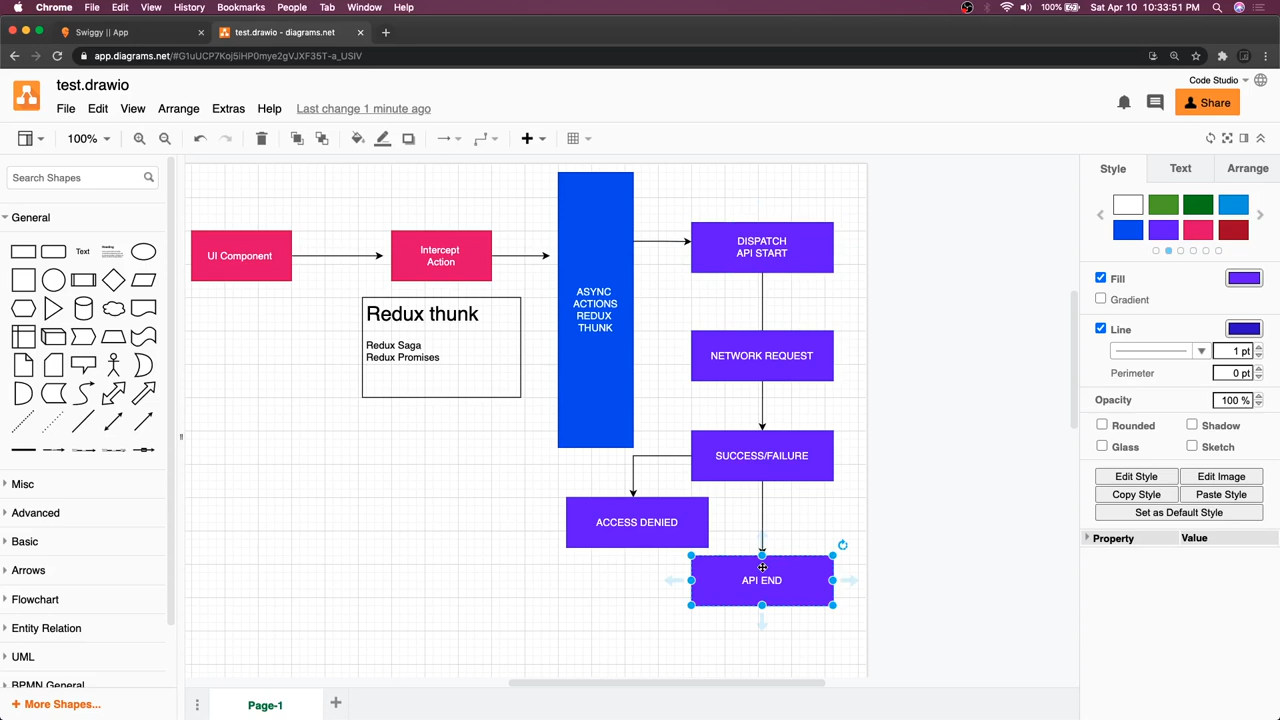 Chrome File Edit View History Bookmarks People Tab Window Help 100% Sat Apr 10 10:33:51 PM
Swiggy || App
test.drawio - diagrams.net
app.diagrams.net/#G1uUCP7Koj5iHP0mye2gVJXF35T-a_USIV
test.drawio
Code Studio
File Edit View Arrange Extras Help Last change 1 minute ago
Share
100%
Search Shapes
General
Text
Heading
Misc
Advanced
Basic
Arrows
Flowchart
Entity Relation
UML
BPMN General
+ More Shapes...
UI Component
Intercept
Action
Redux thunk
Redux Saga
Redux Promises
ASYNC
ACTIONS
REDUX
THUNK
DISPATCH
API START
NETWORK REQUEST
SUCCESS/FAILURE
ACCESS DENIED
API END
Style Text Arrange
Fill
Gradient
Line
1 pt
Perimeter 0 pt
Opacity 100 %
Rounded Shadow
Glass Sketch
Edit Style Edit Image
Copy Style Paste Style
Set as Default Style
Property Value
Page-1